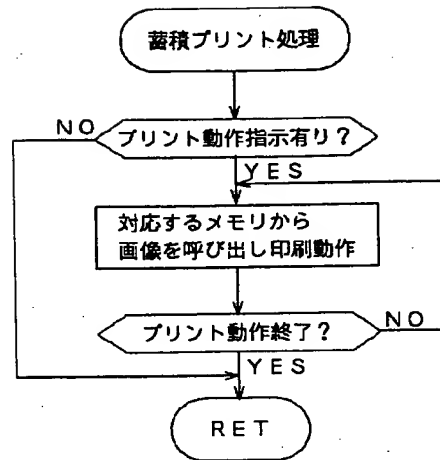 蓄積プリント処理
NO
プリント動作指示有り?
YES
対応するメモリから
画像を呼び出し印刷動作
プリント動作終了?
NO
YES
RET